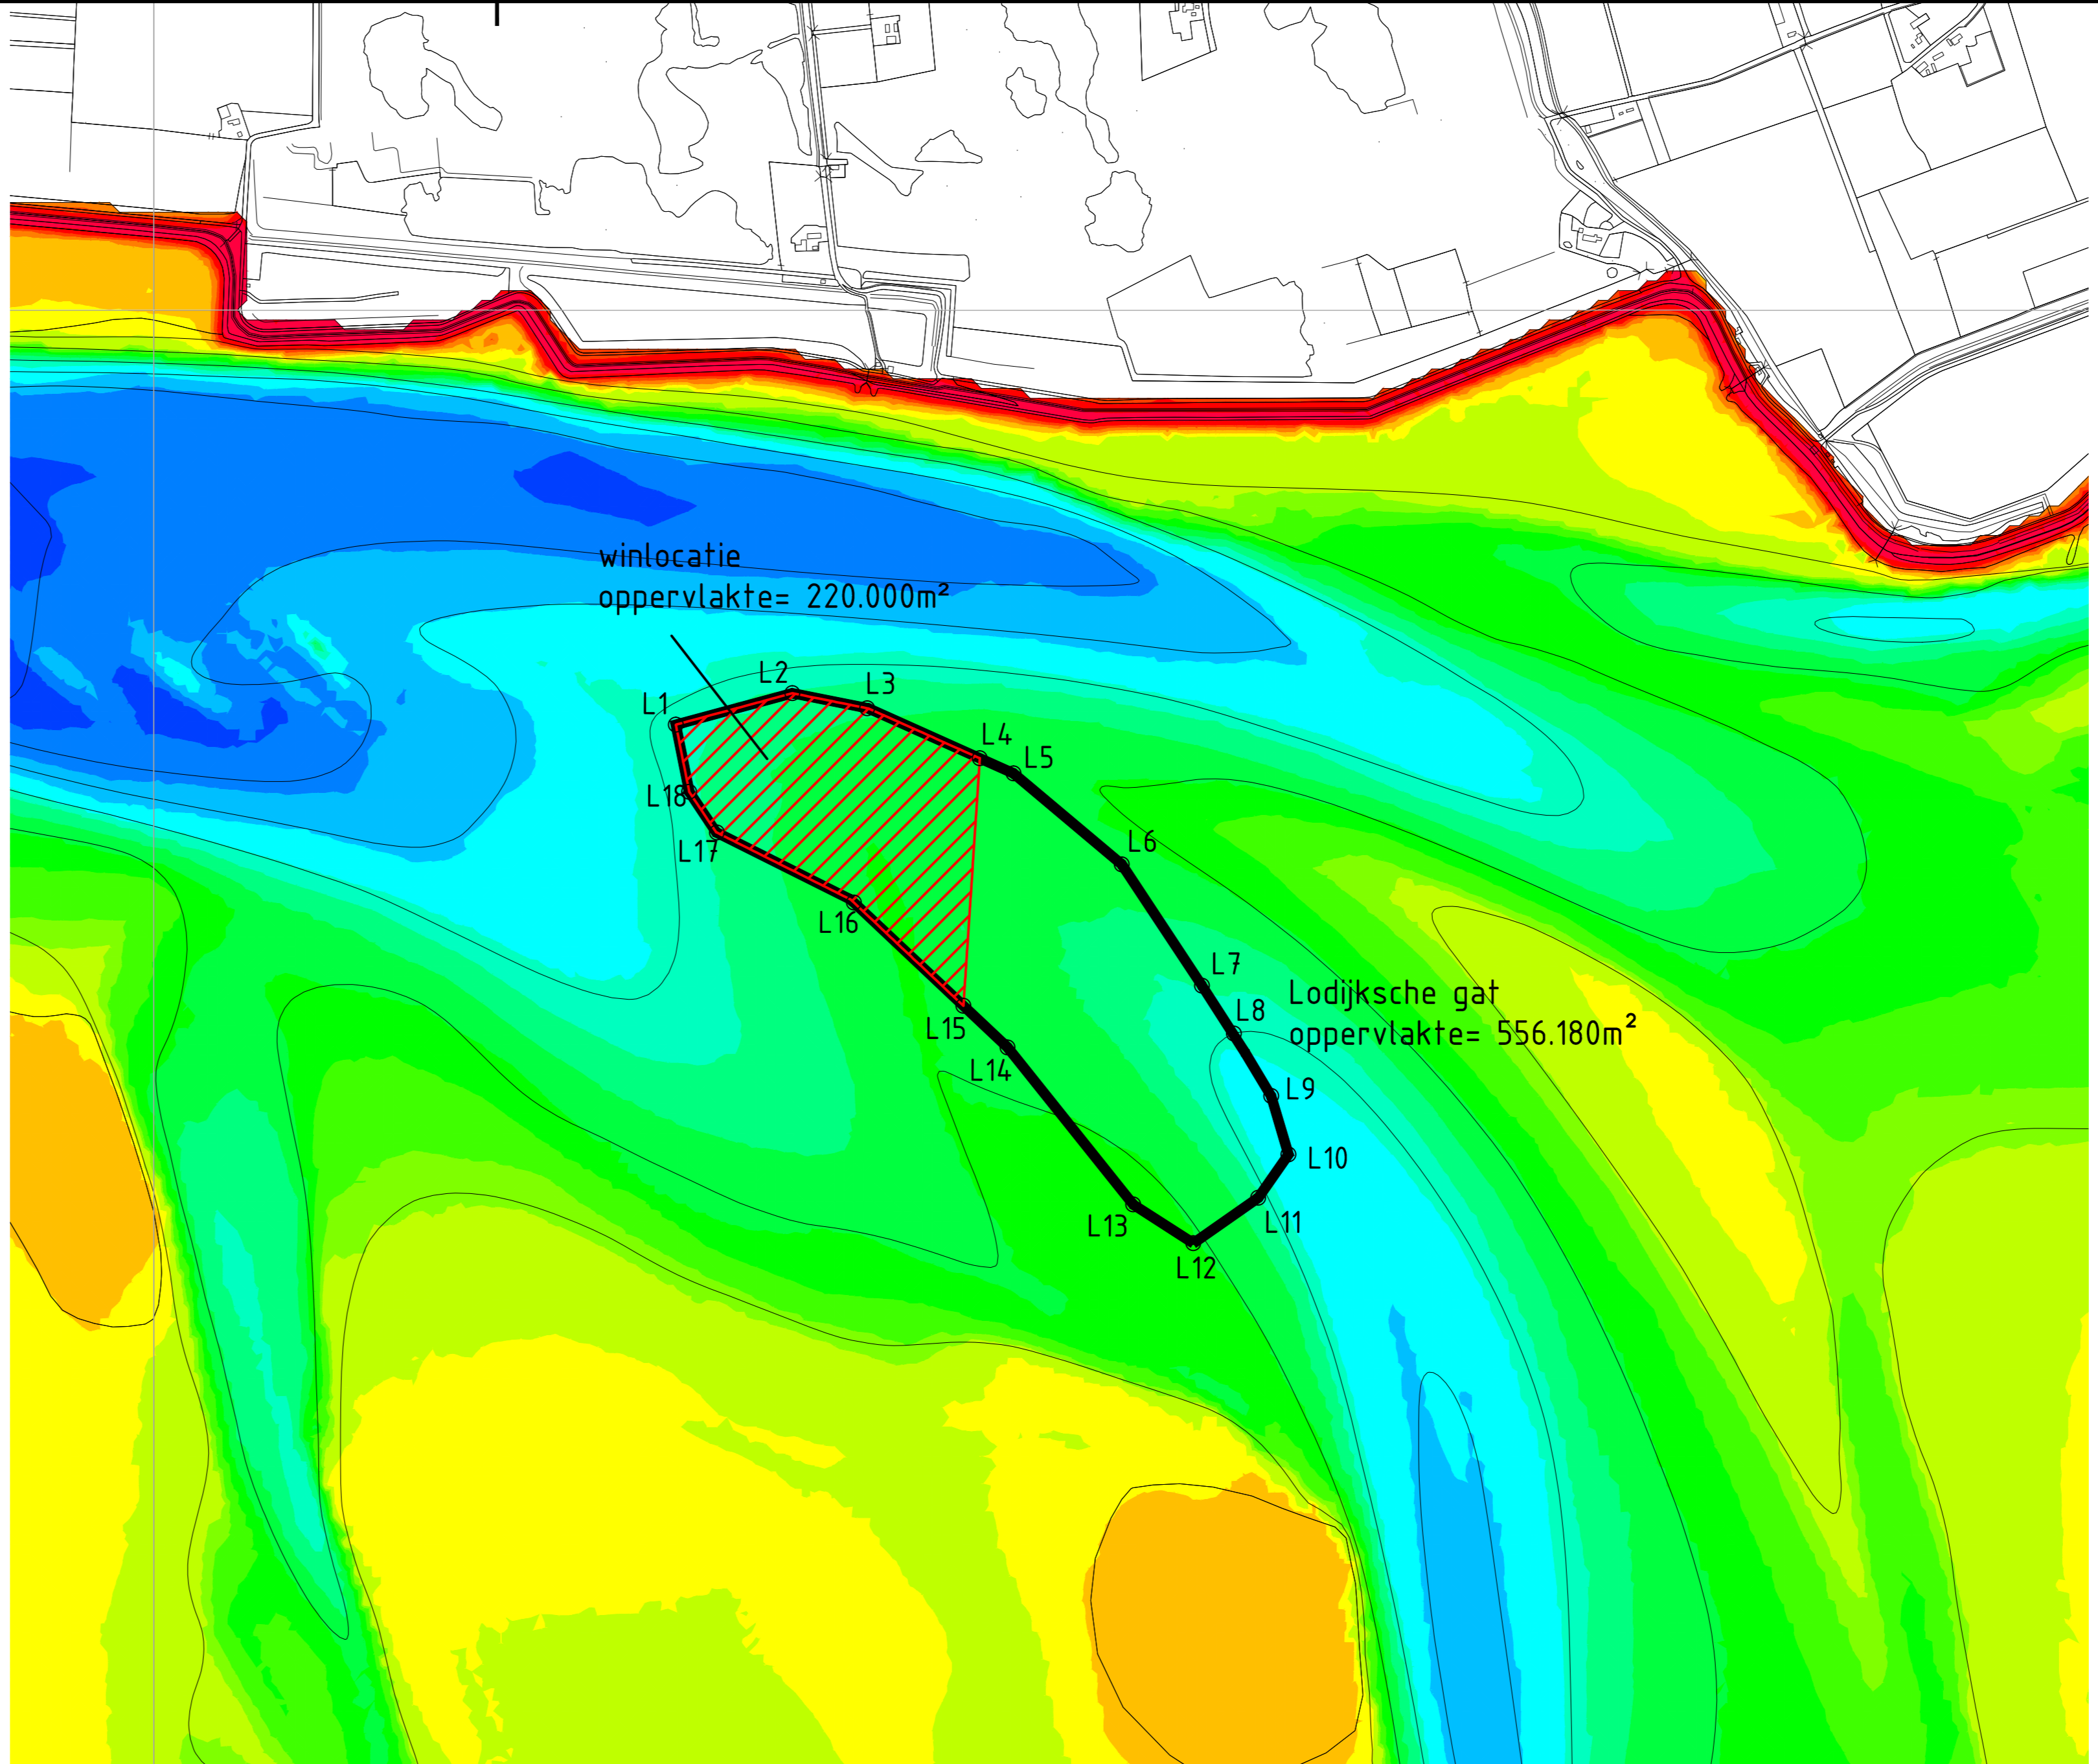 winlocatie
oppervlakte= 220.000m²
L2
L3
L1
L4
L5
L18
L17
L6
L16
L7
Lodijksche gat
L8
oppervlakte= 556.180m²
L15
L14
L9
L10
L13
L11
L12